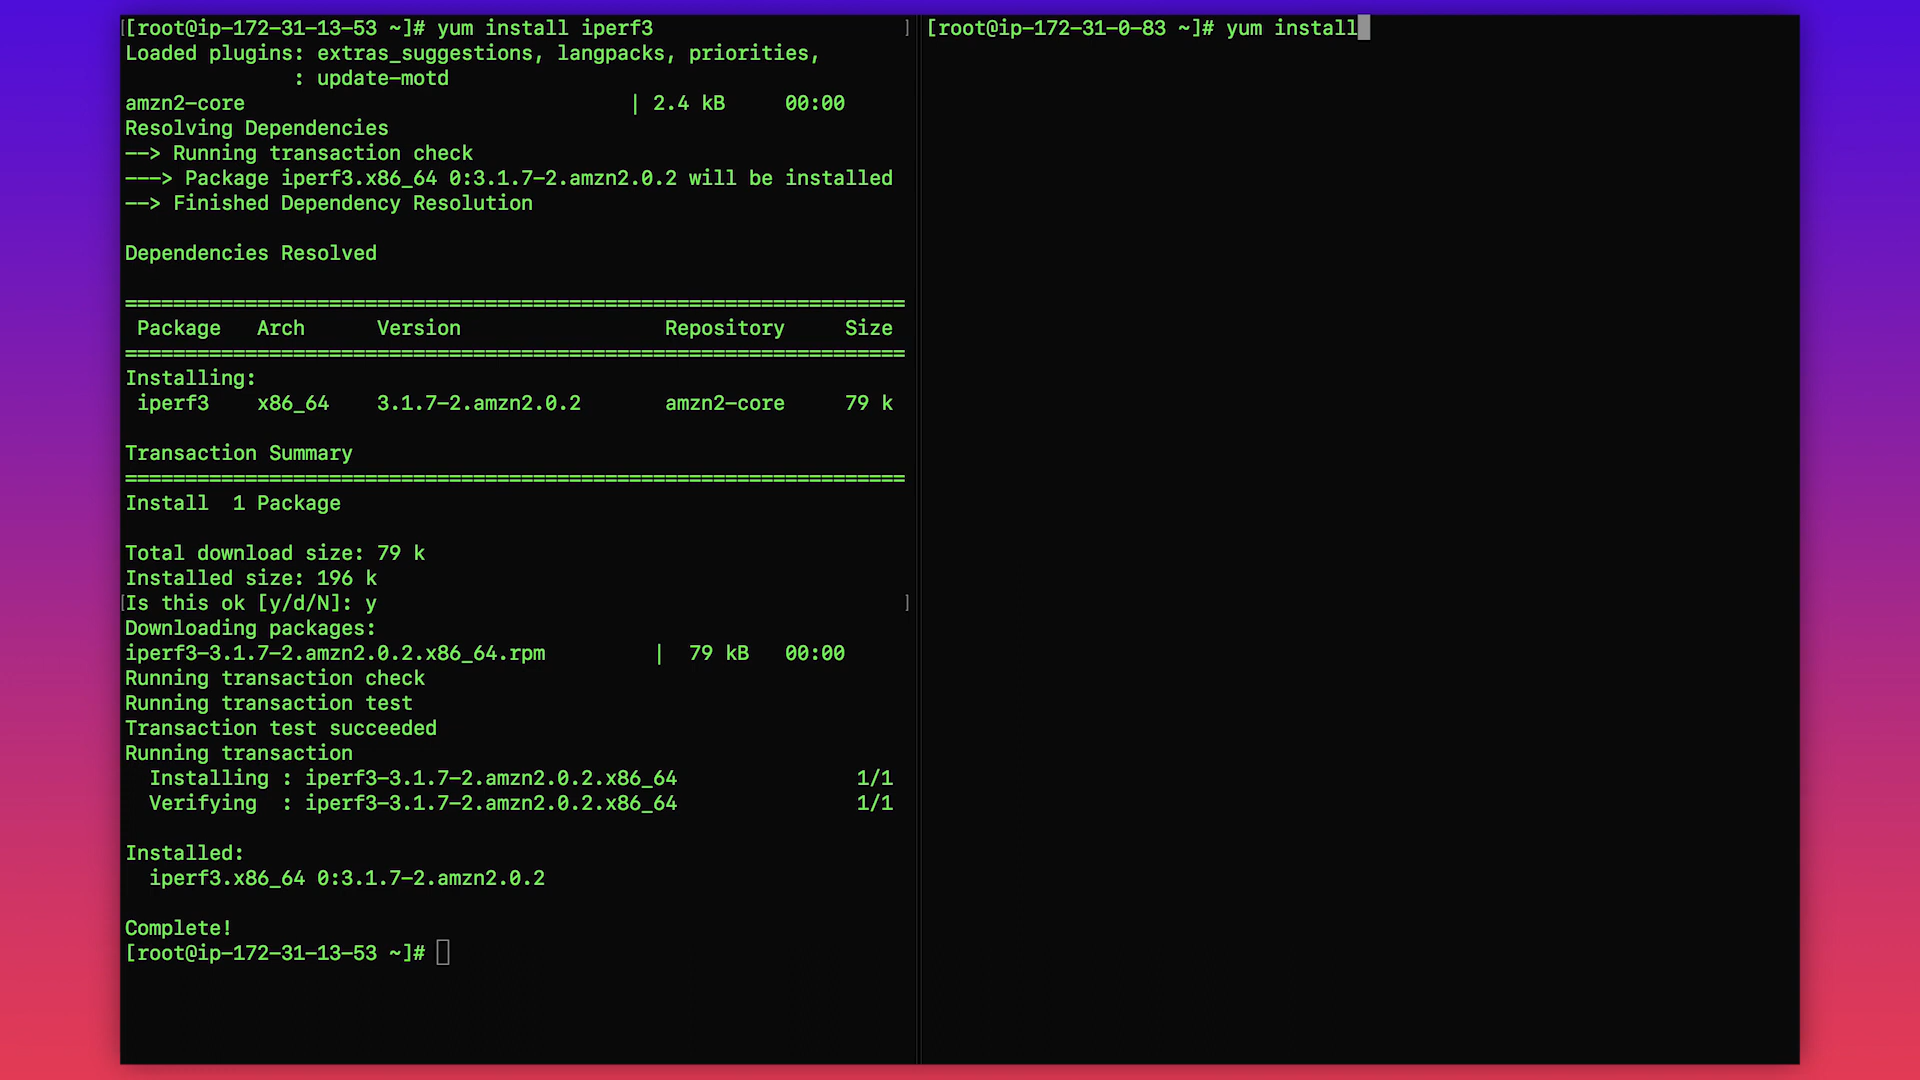 [root@ip-172-31-13-53 ~]# yum install iperf3
Loaded plugins: extras_suggestions, langpacks, priorities,
              : update-motd
amzn2-core                                | 2.4 kB     00:00
Resolving Dependencies
--> Running transaction check
---> Package iperf3.x86_64 0:3.1.7-2.amzn2.0.2 will be installed
--> Finished Dependency Resolution
Dependencies Resolved
=================================================================
 Package   Arch      Version                 Repository     Size
=================================================================
Installing:
 iperf3    x86_64    3.1.7-2.amzn2.0.2       amzn2-core     79 k
Transaction Summary
=================================================================
Install  1 Package
Total download size: 79 k
Installed size: 196 k
Is this ok [y/d/N]: y
Downloading packages:
iperf3-3.1.7-2.amzn2.0.2.x86_64.rpm         |  79 kB   00:00
Running transaction check
Running transaction test
Transaction test succeeded
Running transaction
  Installing : iperf3-3.1.7-2.amzn2.0.2.x86_64               1/1
  Verifying  : iperf3-3.1.7-2.amzn2.0.2.x86_64               1/1
Installed:
  iperf3.x86_64 0:3.1.7-2.amzn2.0.2
Complete!
[root@ip-172-31-13-53 ~]#
[root@ip-172-31-0-83 ~]# yum install